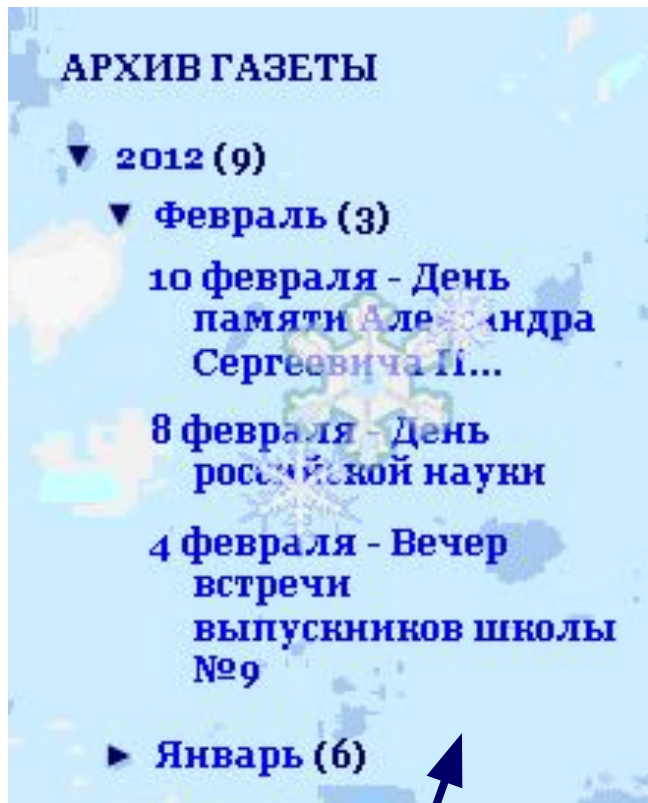 АРХИВ ГАЗЕТЫ
▼ 2012 (9)
▼ Февраль (3)
10 февраля - День
памяти Александра
Сергеевича П...
8 февраля - День
российской науки
4 февраля - Вечер
встречи
выпускников школы
№9
► Январь (6)